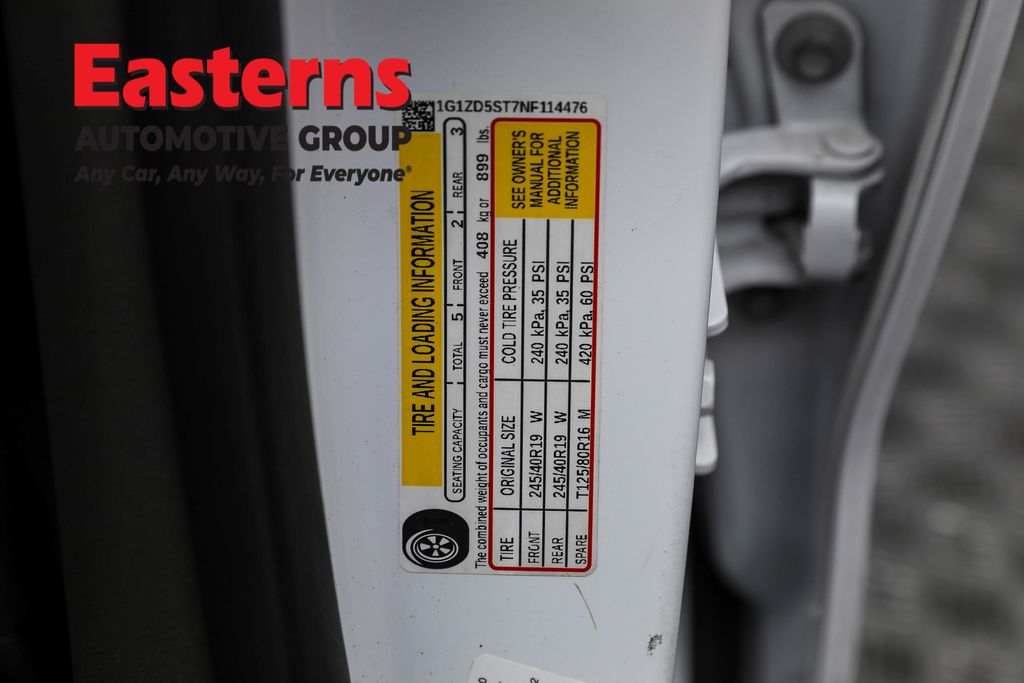 Easterns
AUTOMOTIVE GROUP
Any Car, Any Way, For Everyone®
1G1ZD5ST7NF114476
TIRE AND LOADING INFORMATION
SEATING CAPACITY TOTAL 5 FRONT 2 REAR 3
The combined weight of occupants and cargo must never exceed 408 kg or 899 lbs.
TIRE ORIGINAL SIZE COLD TIRE PRESSURE
FRONT 245/40R19 W 240 kPa, 35 PSI
REAR 245/40R19 W 240 kPa, 35 PSI
SPARE T125/80R16 M 420 kPa, 60 PSI
SEE OWNER'S
MANUAL FOR
ADDITIONAL
INFORMATION